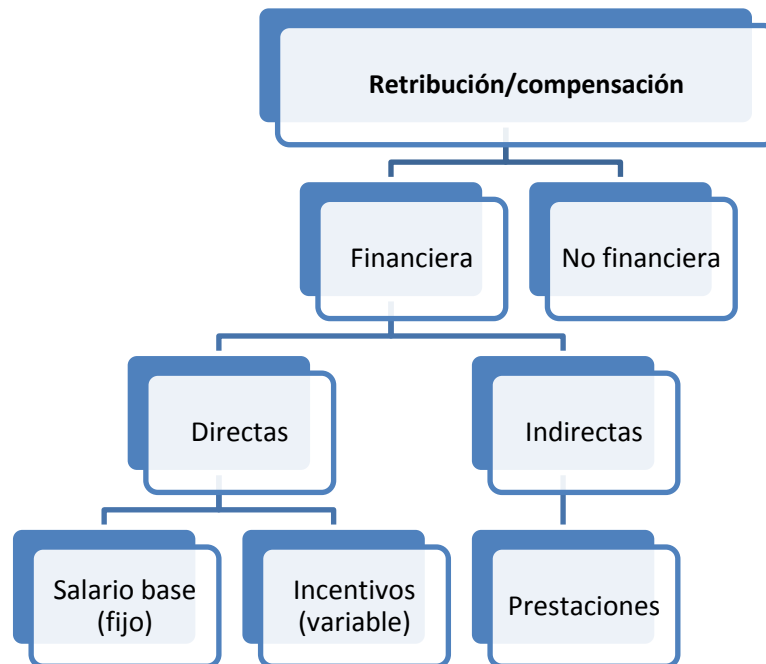 Retribución/compensación
Financiera
No financiera
Directas
Indirectas
Salario base
(fijo)
Incentivos
(variable)
Prestaciones